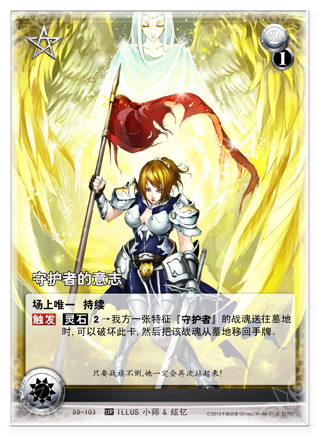 2
1
守护者的意志
场上唯一 持续
触发 灵石 2→我方一张特征『守护者』的战魂送往墓地
时，可以破坏此卡，然后把该战魂从墓地移回手牌。
只要战旗不倒，他一定会再次站起来！
S9-103 ILLUS 小师 & 炫忆